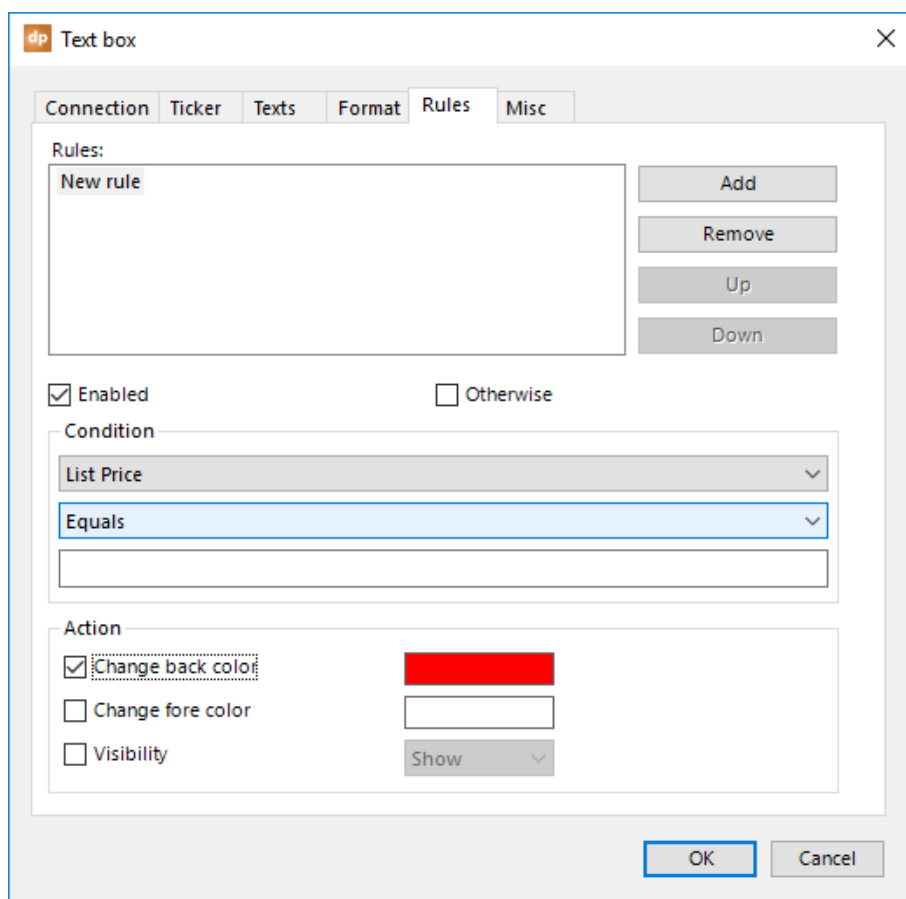 dp Text box
Connection Ticker Texts Format Rules Misc
Rules:
New rule
Add
Remove
Up
Down
Enabled Otherwise
Condition
List Price
Equals
Action
Change back color
Change fore color
Visibility Show
OK Cancel